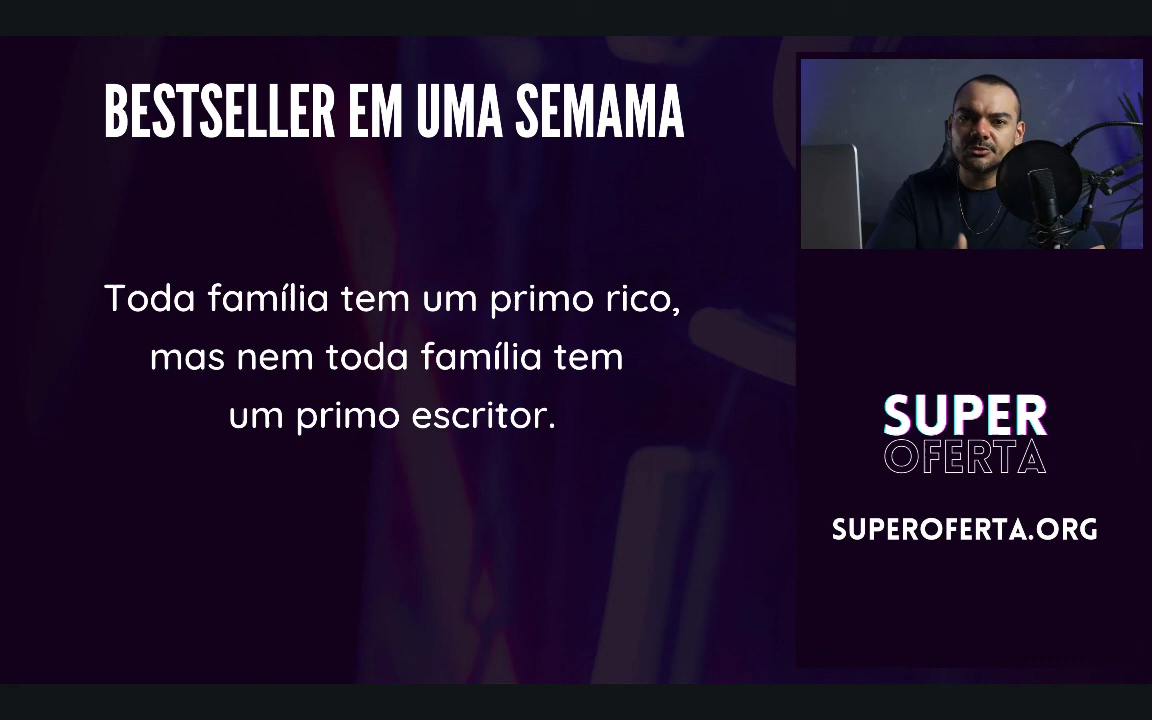 BESTSELLER EM UMA SEMAMA
Toda família tem um primo rico,
mas nem toda família tem
um primo escritor.
SUPER
OFERTA
SUPEROFERTA.ORG